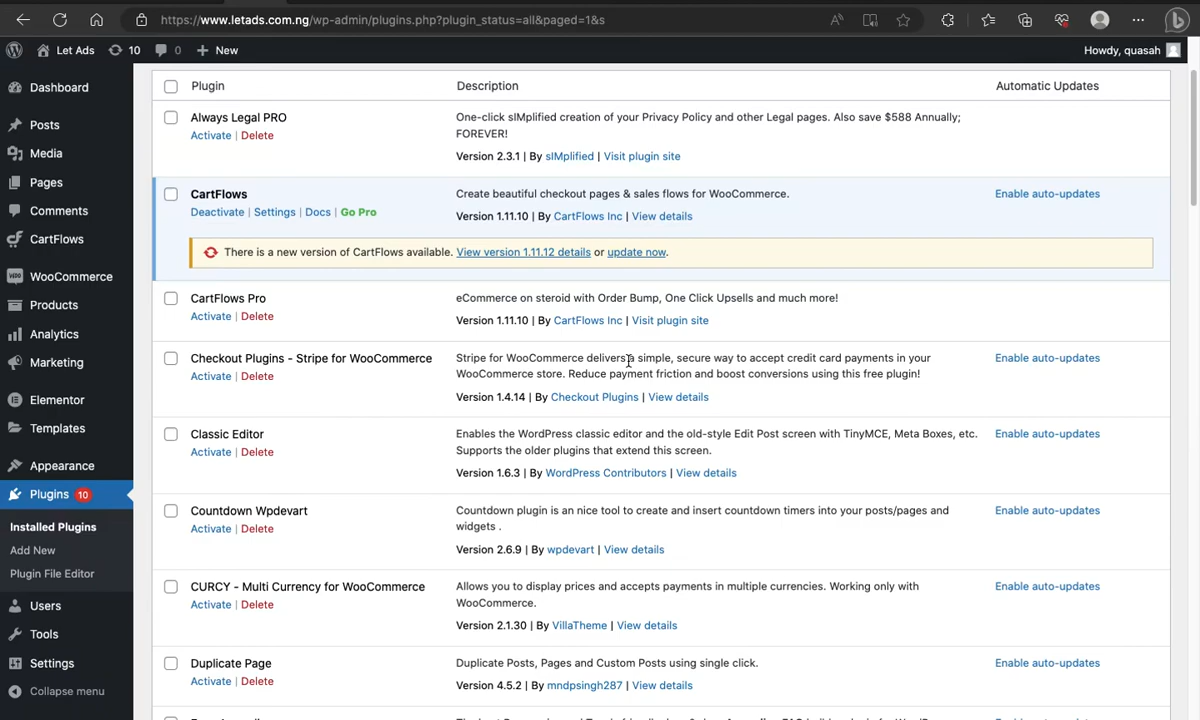 https://www.letads.com.ng/wp-admin/plugins.php?plugin_status=all&paged=1&s
Let Ads 10 0 New
Howdy, quasah
Dashboard
Posts
Media
Pages
Comments
CartFlows
WooCommerce
Products
Analytics
Marketing
Elementor
Templates
Appearance
Plugins 10
Installed Plugins
Add New
Plugin File Editor
Users
Tools
Settings
Collapse menu
Plugin Description Automatic Updates
Always Legal PRO
Activate | Delete
One-click sIMplified creation of your Privacy Policy and other Legal pages. Also save $588 Annually;
FOREVER!
Version 2.3.1 | By sIMplified | Visit plugin site
CartFlows
Deactivate | Settings | Docs | Go Pro
Create beautiful checkout pages & sales flows for WooCommerce.
Version 1.11.10 | By CartFlows Inc | View details
Enable auto-updates
There is a new version of CartFlows available. View version 1.11.12 details or update now.
CartFlows Pro
Activate | Delete
eCommerce on steroid with Order Bump, One Click Upsells and much more!
Version 1.11.10 | By CartFlows Inc | Visit plugin site
Checkout Plugins - Stripe for WooCommerce
Activate | Delete
Stripe for WooCommerce delivers a simple, secure way to accept credit card payments in your
WooCommerce store. Reduce payment friction and boost conversions using this free plugin!
Version 1.4.14 | By Checkout Plugins | View details
Enable auto-updates
Classic Editor
Activate | Delete
Enables the WordPress classic editor and the old-style Edit Post screen with TinyMCE, Meta Boxes, etc.
Supports the older plugins that extend this screen.
Version 1.6.3 | By WordPress Contributors | View details
Enable auto-updates
Countdown Wpdevart
Activate | Delete
Countdown plugin is an nice tool to create and insert countdown timers into your posts/pages and
widgets .
Version 2.6.9 | By wpdevart | View details
Enable auto-updates
CURCY - Multi Currency for WooCommerce
Activate | Delete
Allows you to display prices and accepts payments in multiple currencies. Working only with
WooCommerce.
Version 2.1.30 | By VillaTheme | View details
Enable auto-updates
Duplicate Page
Activate | Delete
Duplicate Posts, Pages and Custom Posts using single click.
Version 4.5.2 | By mndpsingh287 | View details
Enable auto-updates